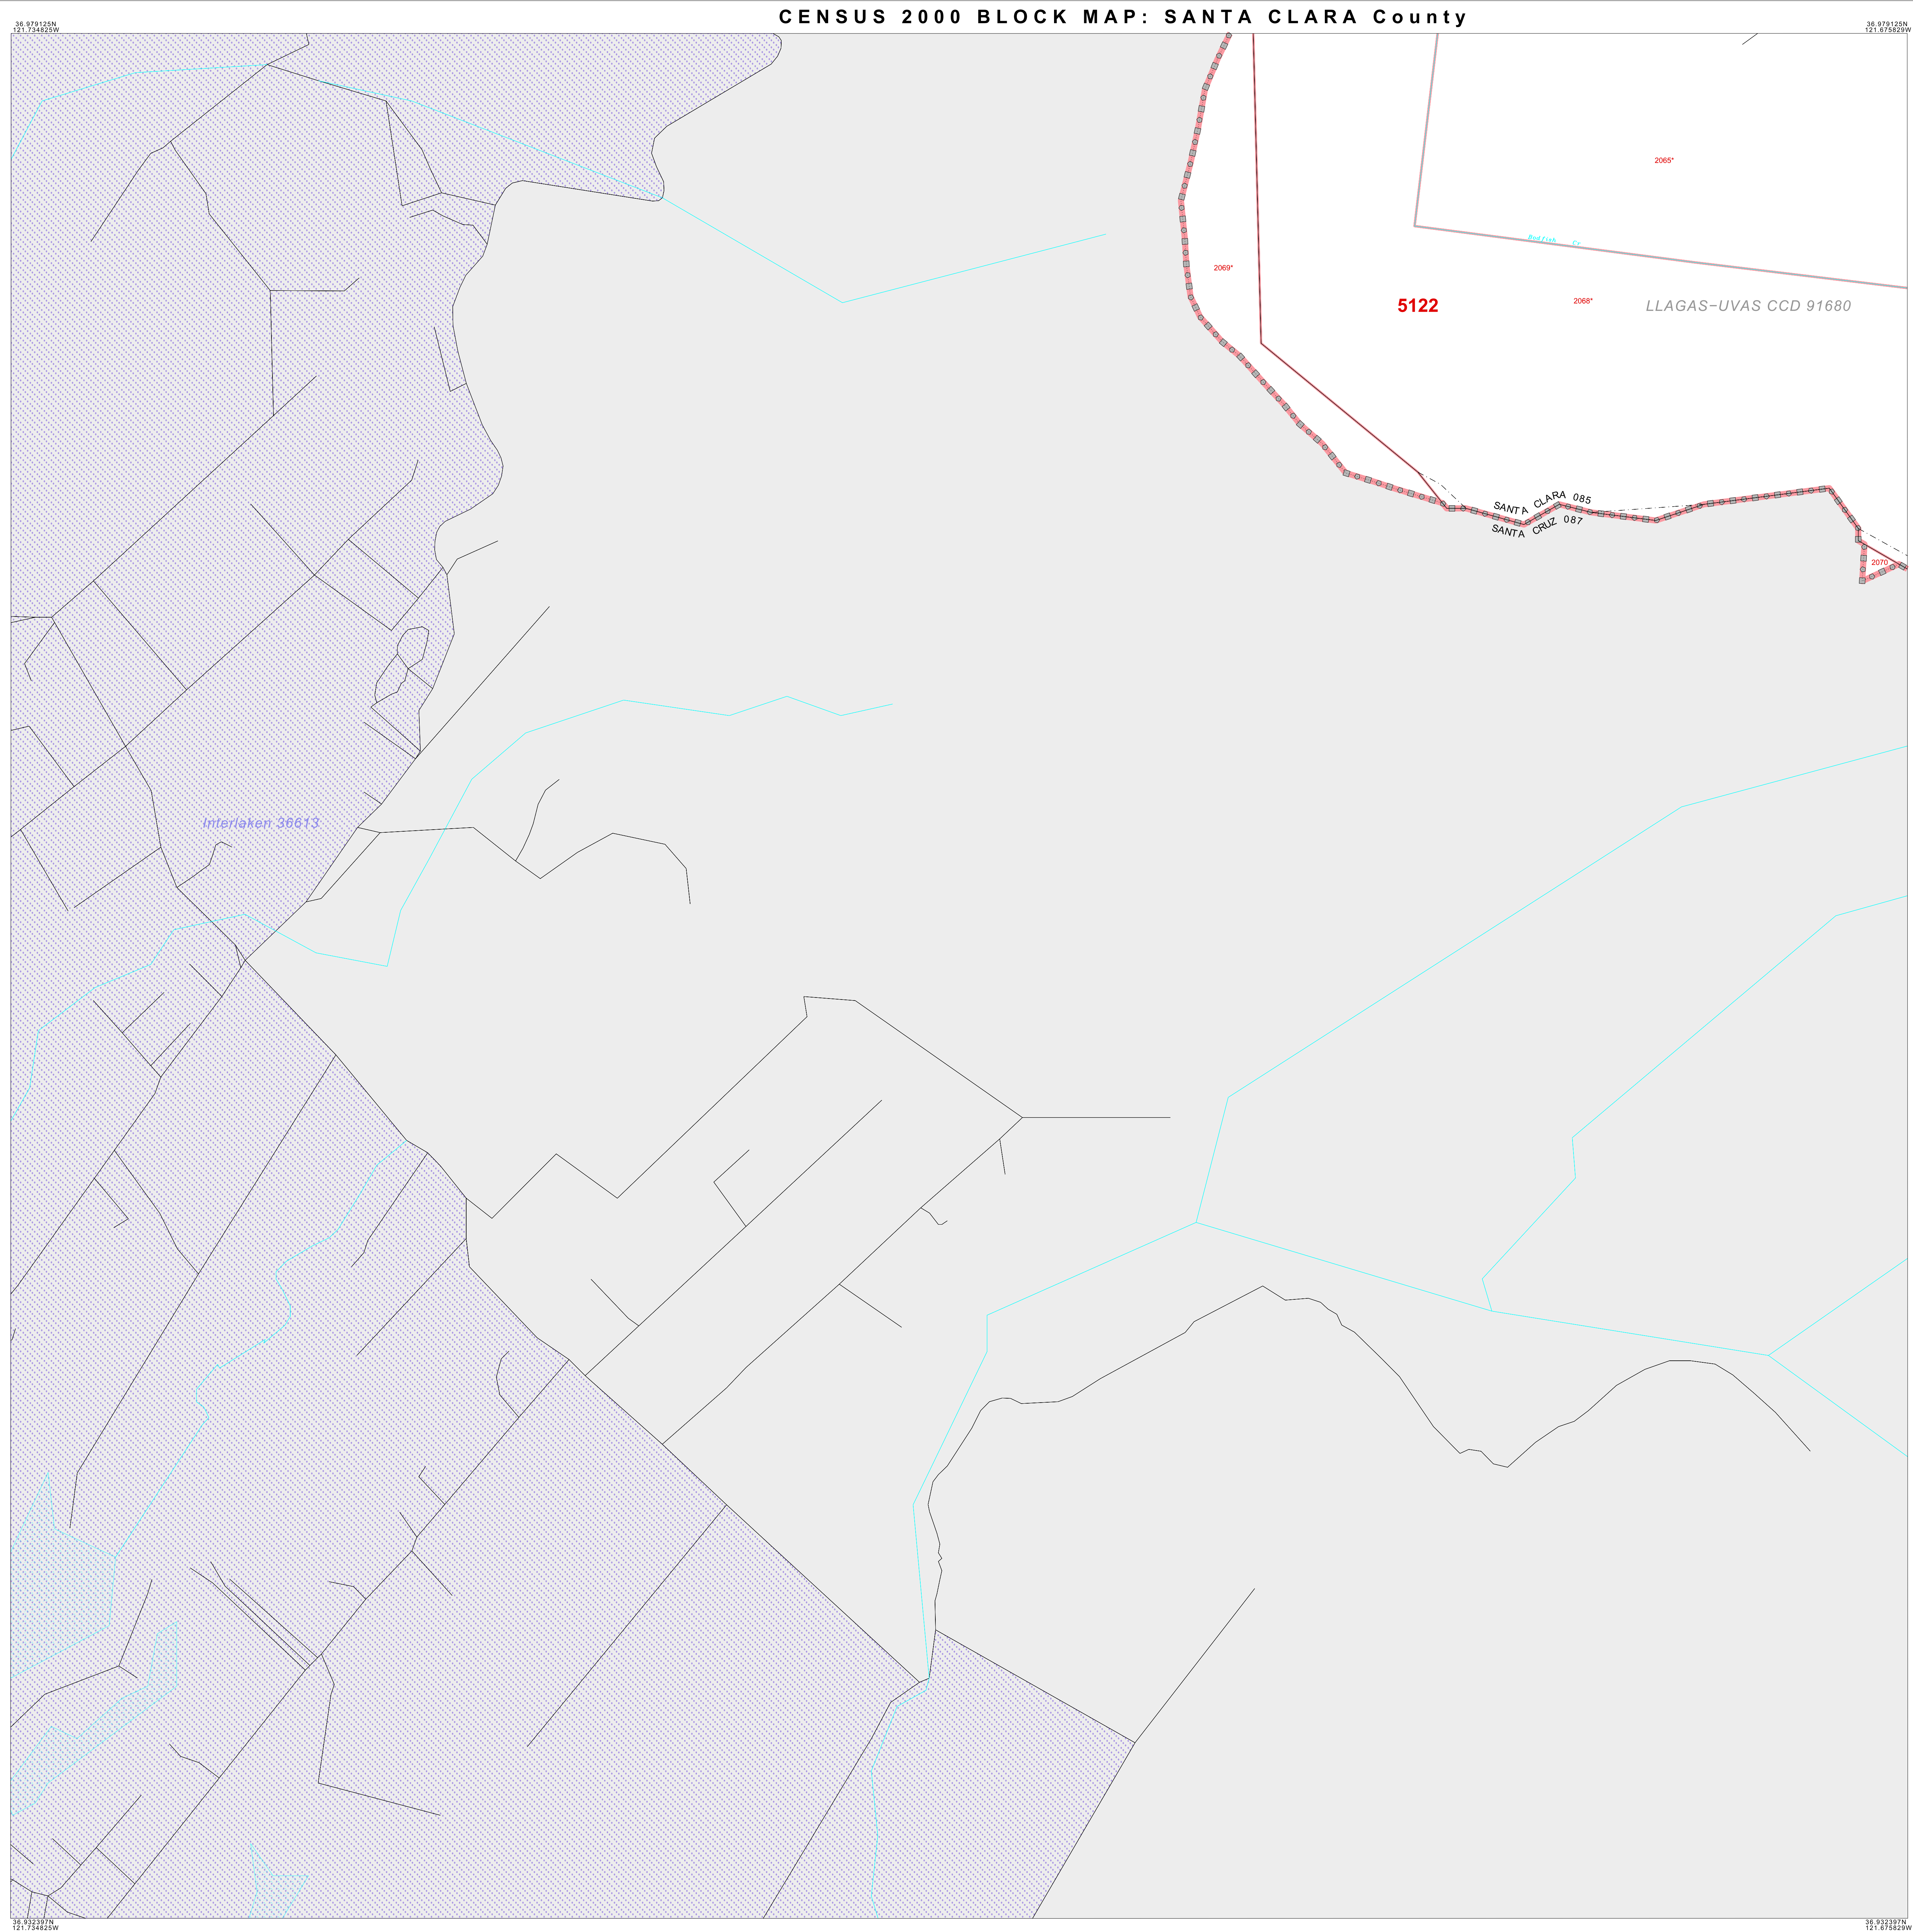 CENSUS 2000 BLOCK MAP: SANTA CLARA County
36.979125N
121.734825W
36.979125N
121.675829W
2065*
Bodfish Cr
2069*
5122
2068*
LLAGAS-UVAS CCD 91680
SANTA CLARA 085
SANTA CRUZ 087
2070
Interlaken 36613
36.932397N
121.734825W
36.932397N
121.675829W